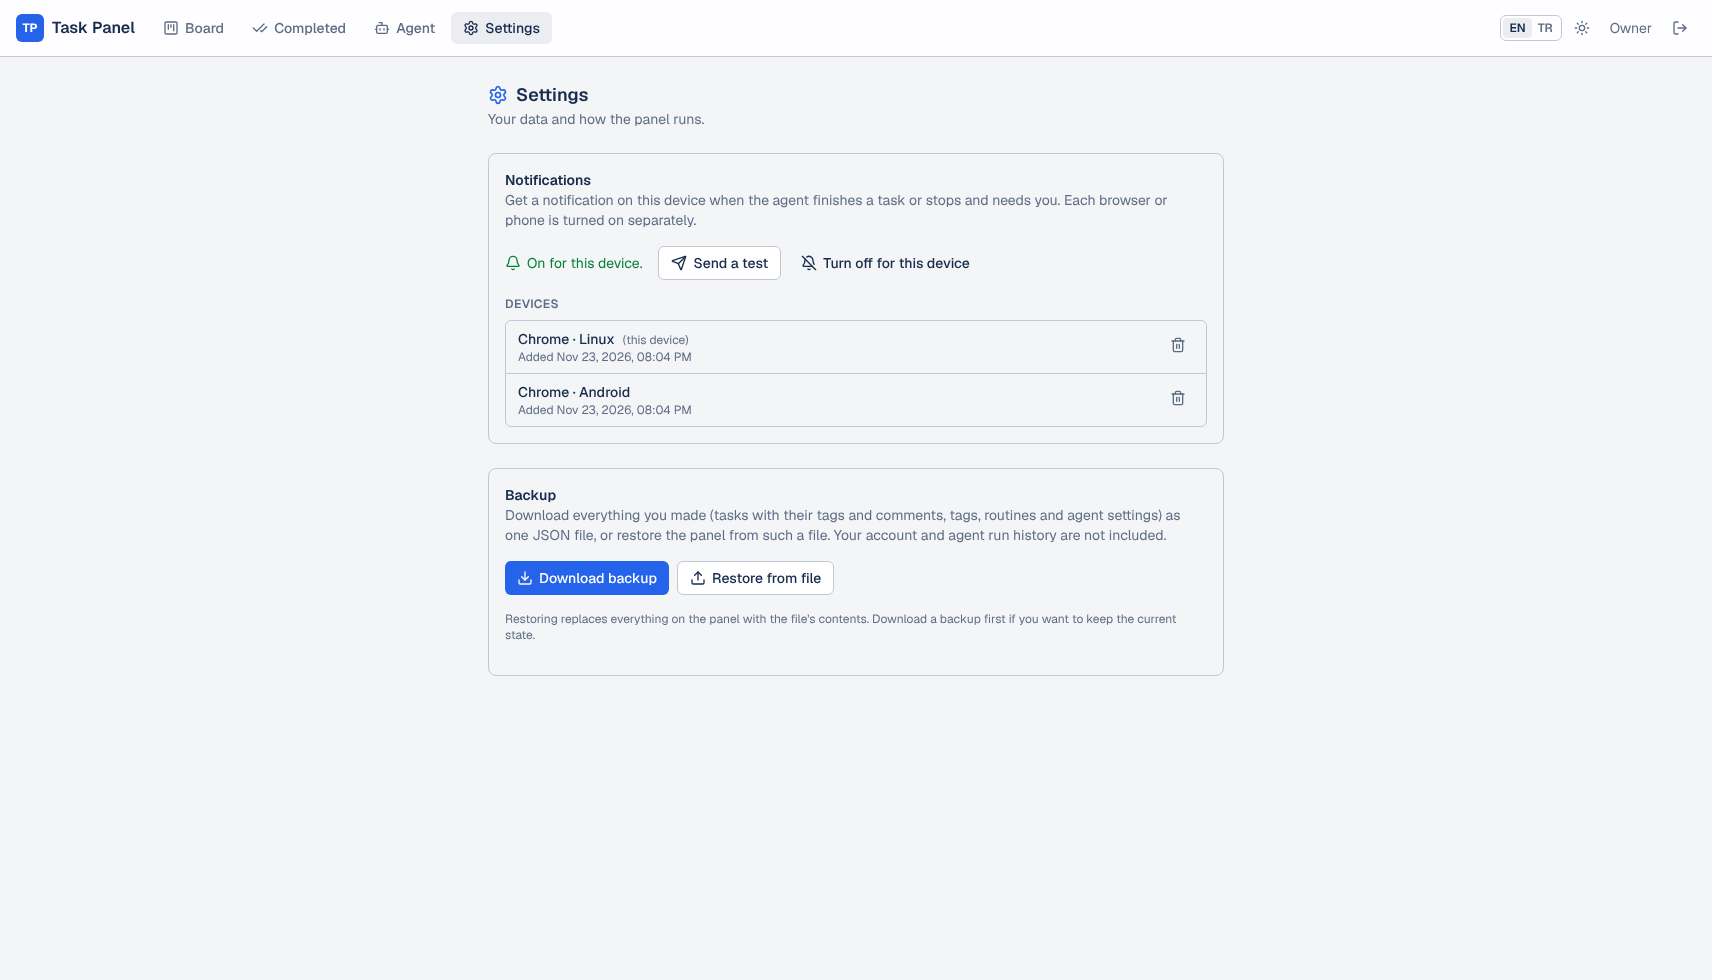 TP Task Panel Board Completed Agent Settings EN TR Owner
Settings
Your data and how the panel runs.
Notifications
Get a notification on this device when the agent finishes a task or stops and needs you. Each browser or
phone is turned on separately.
On for this device. Send a test Turn off for this device
DEVICES
Chrome · Linux (this device)
Added Nov 23, 2026, 08:04 PM
Chrome · Android
Added Nov 23, 2026, 08:04 PM
Backup
Download everything you made (tasks with their tags and comments, tags, routines and agent settings) as
one JSON file, or restore the panel from such a file. Your account and agent run history are not included.
Download backup Restore from file
Restoring replaces everything on the panel with the file's contents. Download a backup first if you want to keep the current
state.